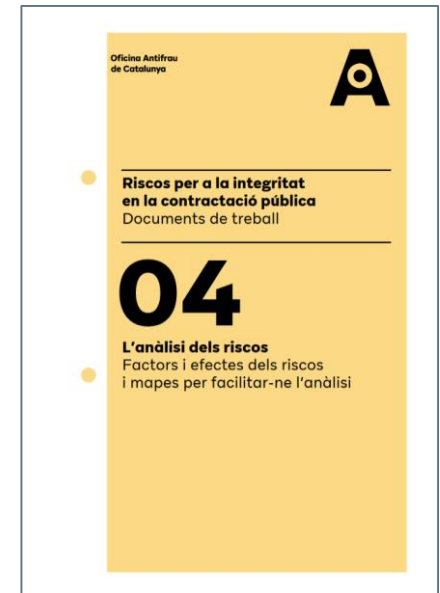 Oficina Antifrau
de Catalunya
Riscos per a la integritat
en la contractació pública
Documents de treball
04
L'anàlisi dels riscos
Factors i efectes dels riscos
i mapes per facilitar-ne l'anàlisi